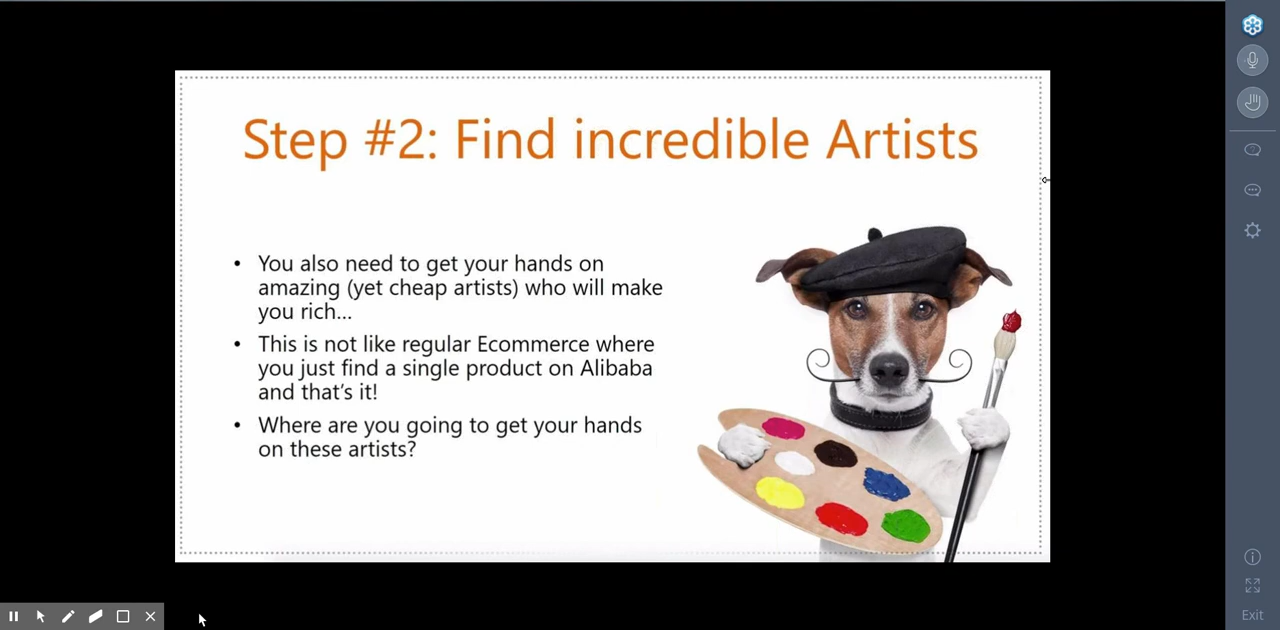 Step #2: Find incredible Artists
• You also need to get your hands on
amazing (yet cheap artists) who will make
you rich...
• This is not like regular Ecommerce where
you just find a single product on Alibaba
and that's it!
• Where are you going to get your hands
on these artists?
Exit